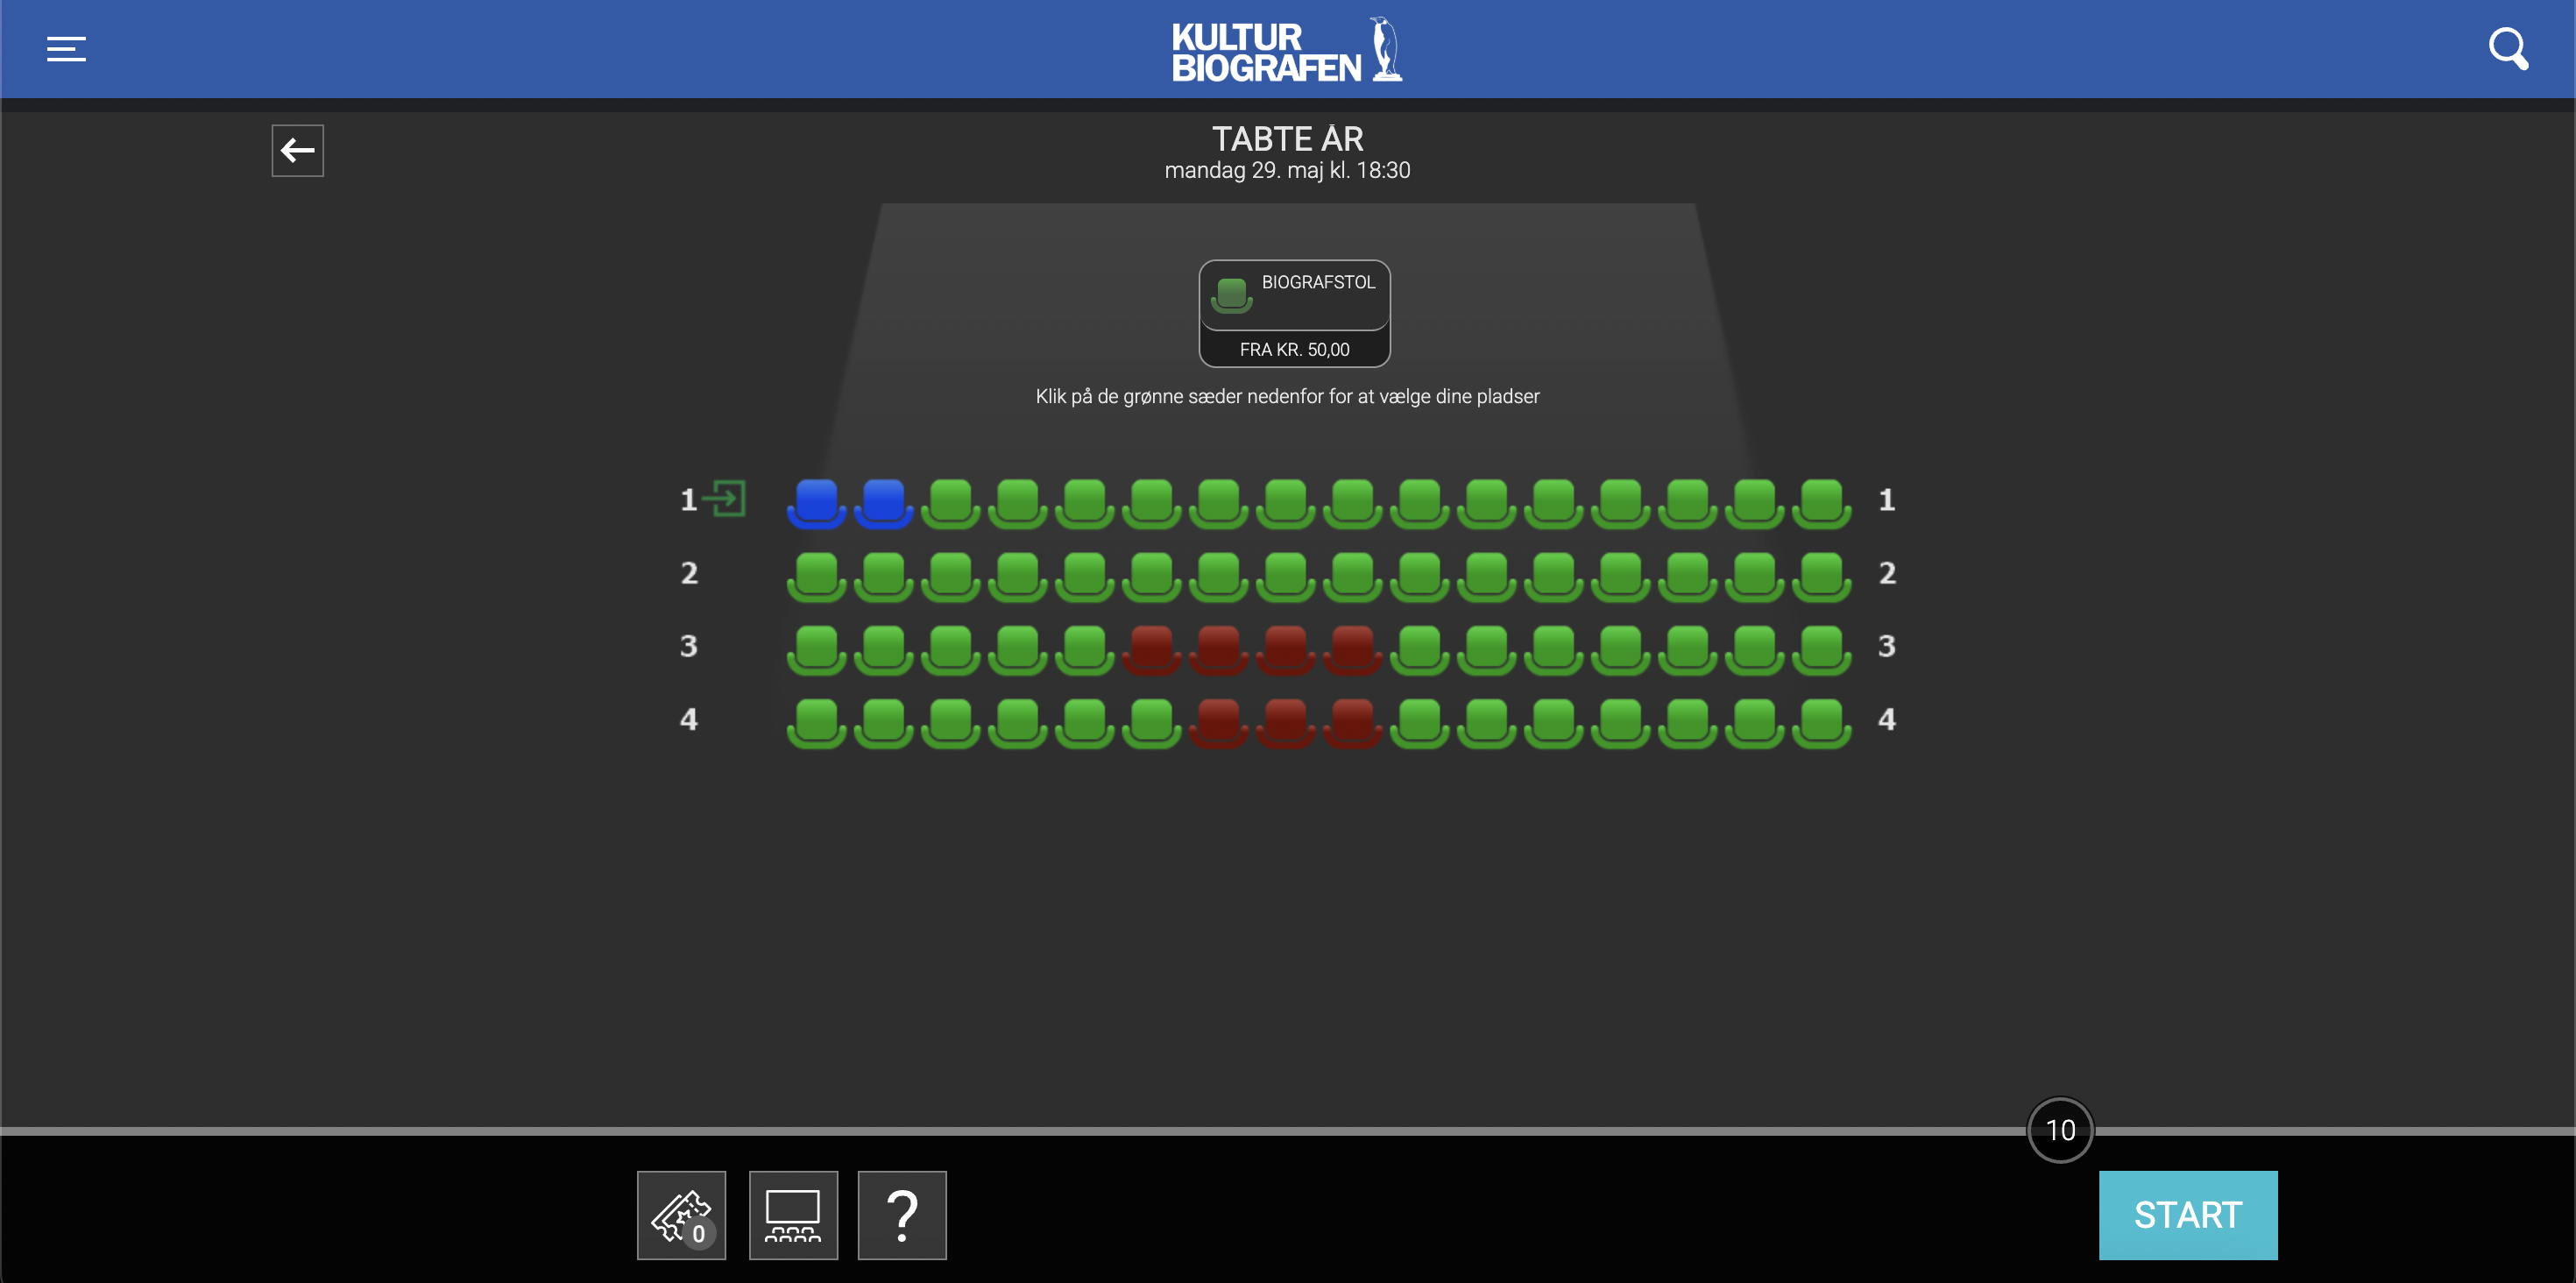 KULTUR
BIOGRAFEN
TABTE ÅR
mandag 29. maj kl. 18:30
BIOGRAFSTOL
FRA KR. 50,00
Klik på de grønne sæder nedenfor for at vælge dine pladser
1 1
2 2
3 3
4 4
10
0
?
START